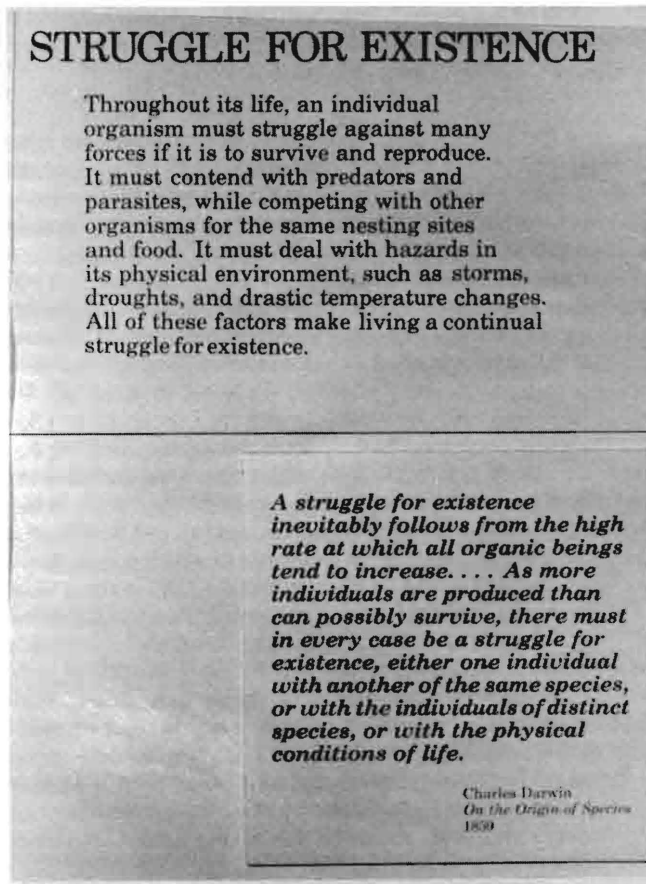 STRUGGLE FOR EXISTENCE
Throughout its life, an individual
organism must struggle against many
forces if it is to survive and reproduce.
It must contend with predators and
parasites, while competing with other
organisms for the same nesting sites
and food. It must deal with hazards in
its physical environment, such as storms,
droughts, and drastic temperature changes.
All of these factors make living a continual
struggle for existence.
A struggle for existence
inevitably follows from the high
rate at which all organic beings
tend to increase. . . . As more
individuals are produced than
can possibly survive, there must
in every case be a struggle for
existence, either one individual
with another of the same species,
or with the individuals of distinct
species, or with the physical
conditions of life.
Charles Darwin
On the Origin of Species
1859